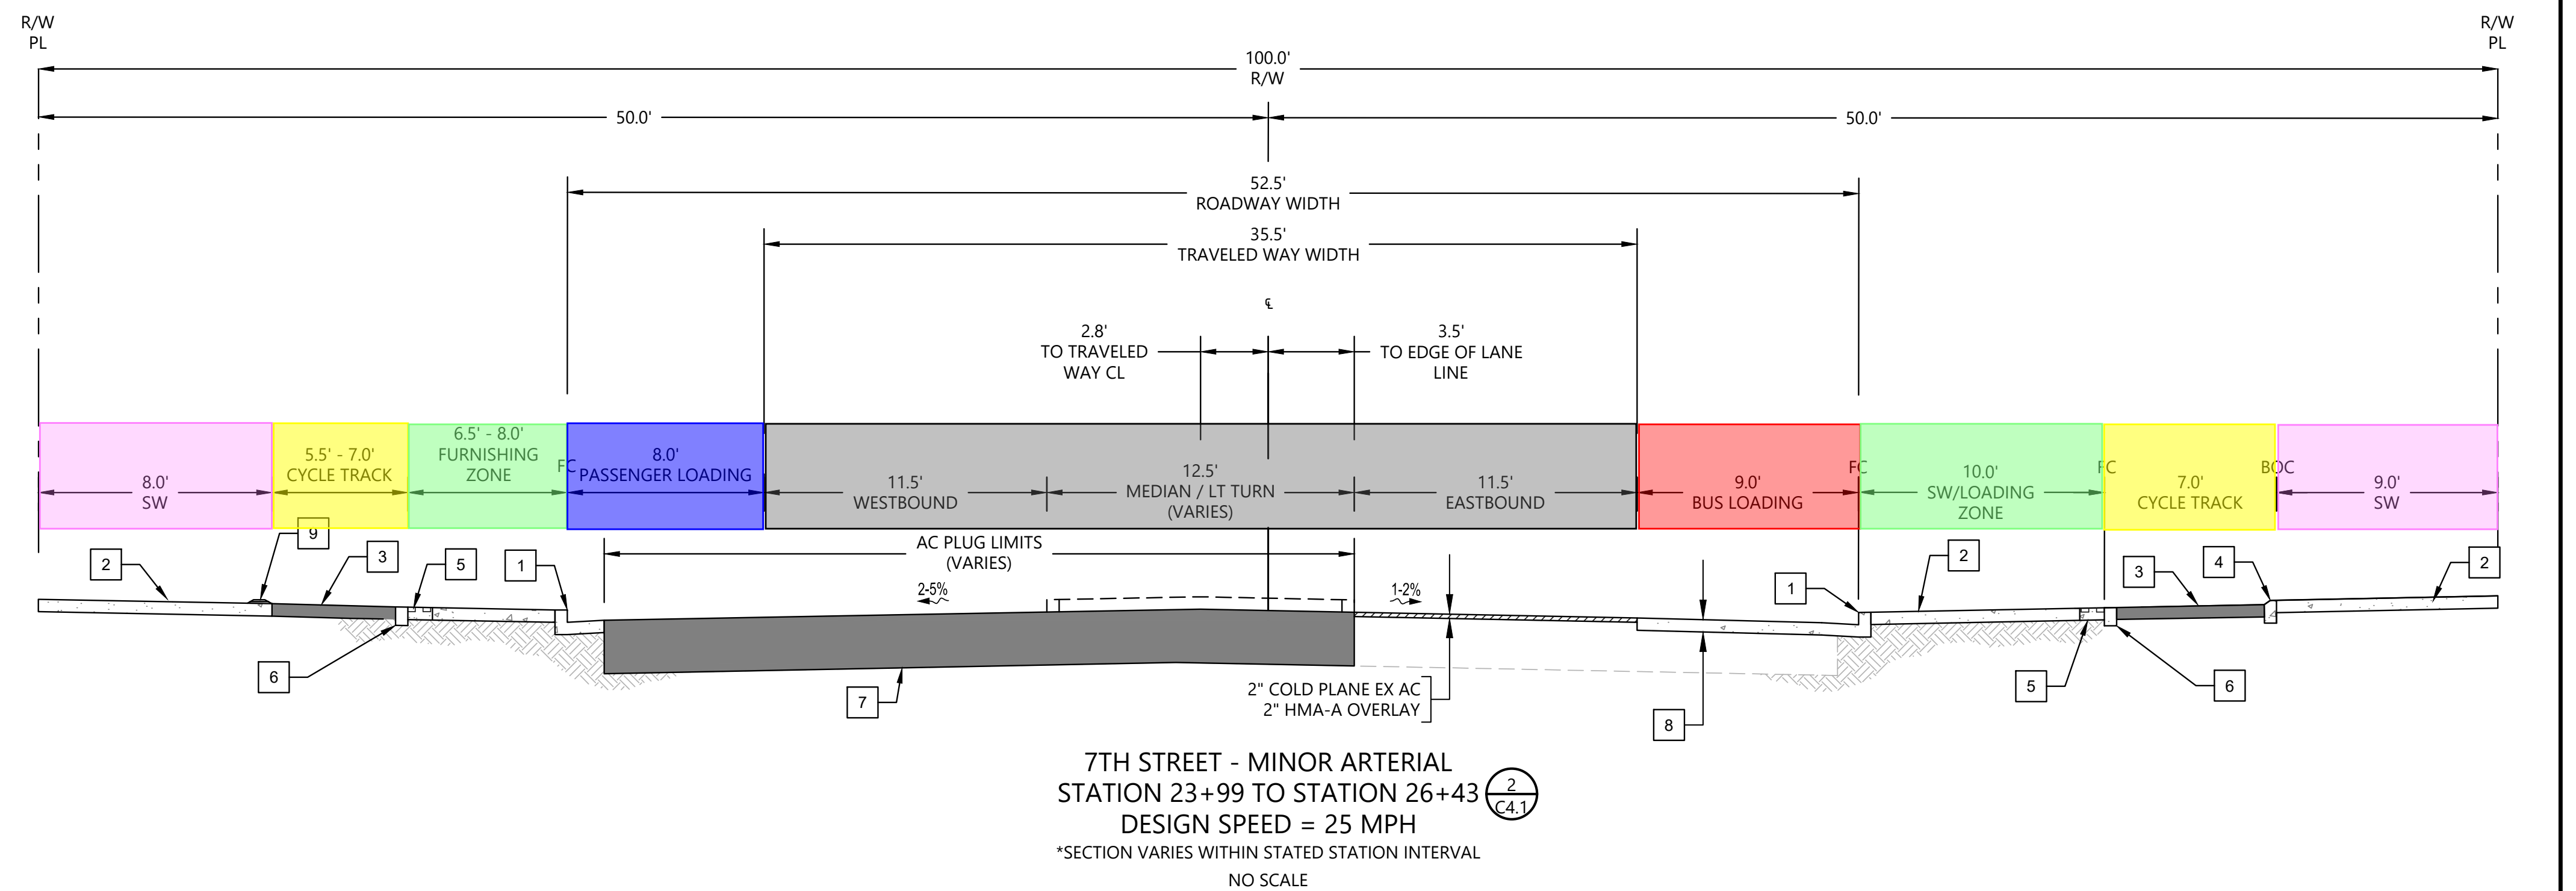 R/W
PL
R/W
PL
100.0'
R/W
50.0'
50.0'
52.5'
ROADWAY WIDTH
35.5'
TRAVELED WAY WIDTH
℄
2.8'
TO TRAVELED
WAY CL
3.5'
TO EDGE OF LANE
LINE
8.0'
SW
5.5' - 7.0'
CYCLE TRACK
6.5' - 8.0'
FURNISHING
ZONE
FC
8.0'
PASSENGER LOADING
11.5'
WESTBOUND
12.5'
MEDIAN / LT TURN
(VARIES)
11.5'
EASTBOUND
9.0'
BUS LOADING
FC
10.0'
SW/LOADING
ZONE
FC
7.0'
CYCLE TRACK
BOC
9.0'
SW
AC PLUG LIMITS
(VARIES)
2
9
3
5
1
6
2-5%
1-2%
7
2" COLD PLANE EX AC
2" HMA-A OVERLAY
8
1
2
3
4
2
5
6
7TH STREET - MINOR ARTERIAL
STATION 23+99 TO STATION 26+43
2
C4.1
DESIGN SPEED = 25 MPH
*SECTION VARIES WITHIN STATED STATION INTERVAL
NO SCALE